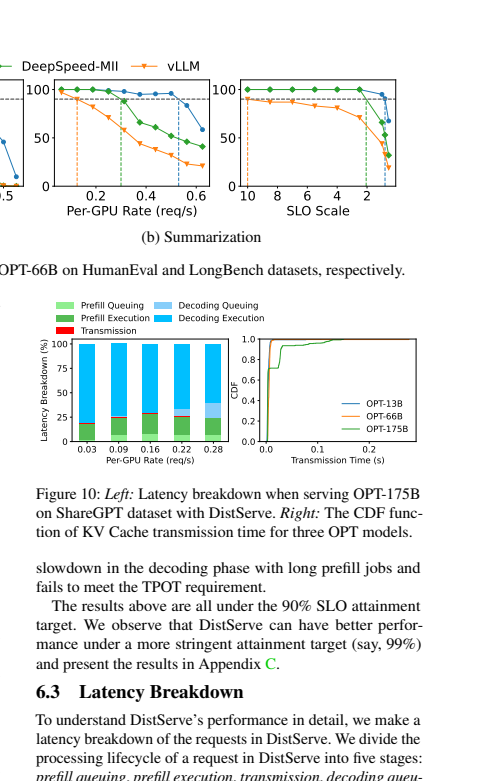 DeepSpeed-MII vLLM
100
50
0
0.2 0.4 0.6
Per-GPU Rate (req/s)
100
50
0
10 8 6 4 2
SLO Scale
0.5
(b) Summarization
OPT-66B on HumanEval and LongBench datasets, respectively.
Prefill Queuing Decoding Queuing
Prefill Execution Decoding Execution
Transmission
Latency Breakdown (%)
100
75
50
25
0
0.03 0.09 0.16 0.22 0.28
Per-GPU Rate (req/s)
CDF
1.0
0.8
0.6
0.4
0.2
0.0
OPT-13B
OPT-66B
OPT-175B
0.0 0.1 0.2
Transmission Time (s)
Figure 10: Left: Latency breakdown when serving OPT-175B
on ShareGPT dataset with DistServe. Right: The CDF func-
tion of KV Cache transmission time for three OPT models.
slowdown in the decoding phase with long prefill jobs and
fails to meet the TPOT requirement.
The results above are all under the 90% SLO attainment
target. We observe that DistServe can have better perfor-
mance under a more stringent attainment target (say, 99%)
and present the results in Appendix C.
6.3 Latency Breakdown
To understand DistServe's performance in detail, we make a
latency breakdown of the requests in DistServe. We divide the
processing lifecycle of a request in DistServe into five stages:
prefill queuing, prefill execution, transmission, decoding queu-